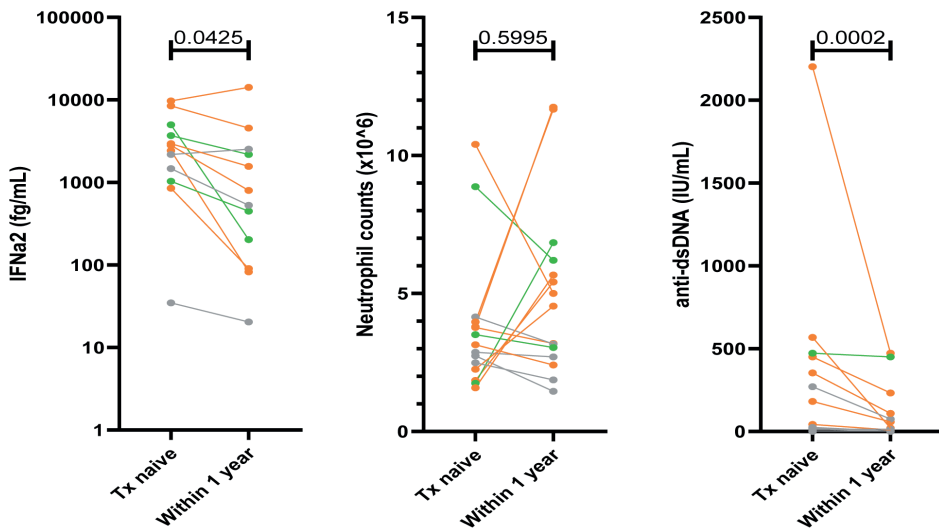 IFNa2 (fg/mL)
100000
10000
1000
100
10
1
0.0425
Tx naive
Within 1 year
Neutrophil counts (x10^6)
15
10
5
0
0.5995
Tx naive
Within 1 year
anti-dsDNA (IU/mL)
2500
2000
1500
1000
500
0
0.0002
Tx naive
Within 1 year